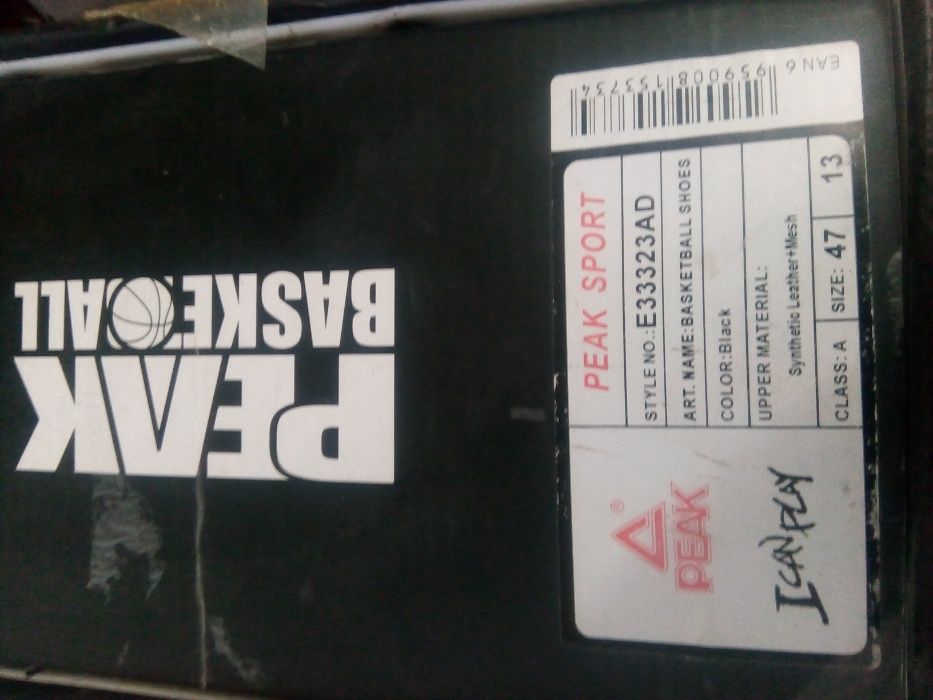 PEAK
BASKETBALL
PEAK SPORT
STYLE NO.:E33323AD
ART. NAME:BASKETBALL SHOES
COLOR:Black
UPPER MATERIAL:
Synthetic Leather+Mesh
CLASS: A SIZE: 47 13
®
PEAK
I CAN PLAY
EAN